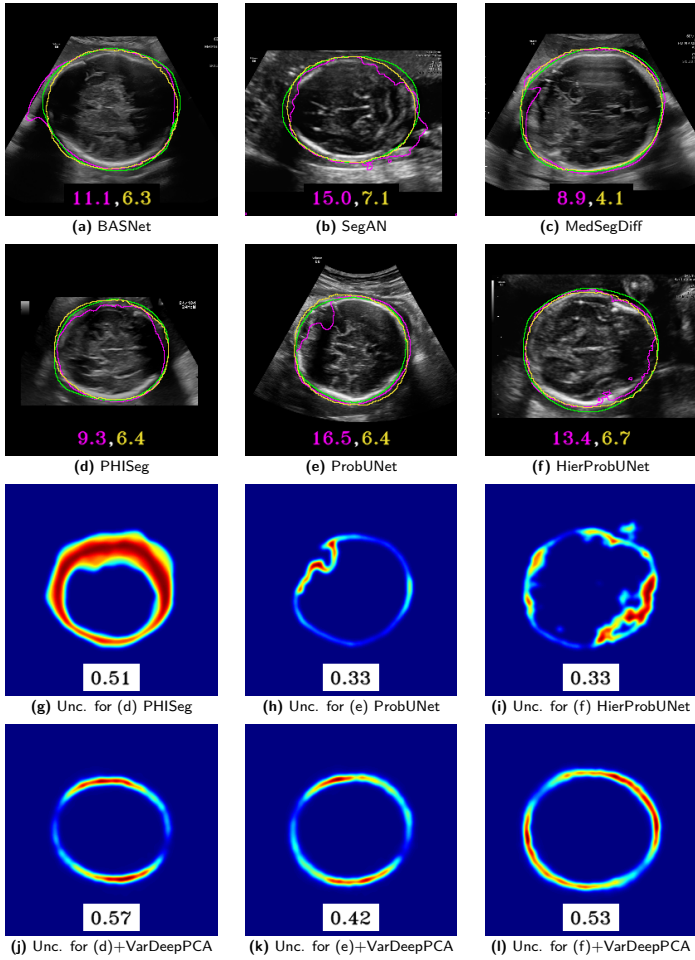 11.1,6.3
15.0,7.1
8.9,4.1
(a) BASNet
(b) SegAN
(c) MedSegDiff
9.3,6.4
16.5,6.4
13.4,6.7
(d) PHISeg
(e) ProbUNet
(f) HierProbUNet
0.51
0.33
0.33
(g) Unc. for (d) PHISeg
(h) Unc. for (e) ProbUNet
(i) Unc. for (f) HierProbUNet
0.57
0.42
0.53
(j) Unc. for (d)+VarDeepPCA
(k) Unc. for (e)+VarDeepPCA
(l) Unc. for (f)+VarDeepPCA